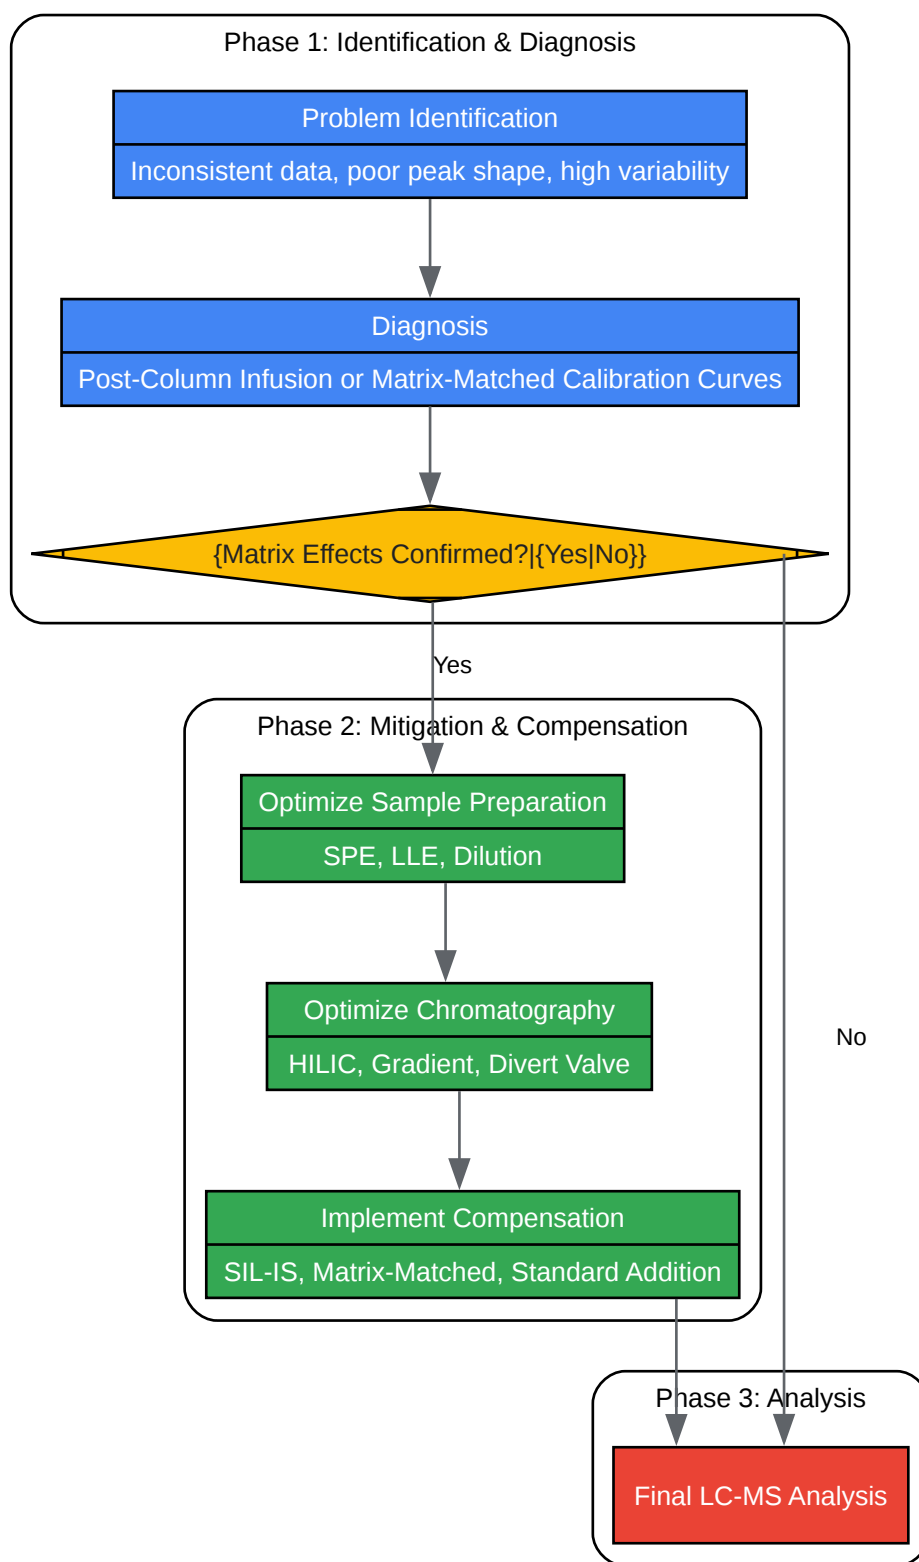 Phase 1: Identification & Diagnosis
Problem Identification
Inconsistent data, poor peak shape, high variability
Diagnosis
Post-Column Infusion or Matrix-Matched Calibration Curves
{Matrix Effects Confirmed?|{Yes|No}}
Yes
Phase 2: Mitigation & Compensation
Optimize Sample Preparation
SPE, LLE, Dilution
Optimize Chromatography
HILIC, Gradient, Divert Valve
No
Implement Compensation
SIL-IS, Matrix-Matched, Standard Addition
Phase 3: Analysis
Final LC-MS Analysis